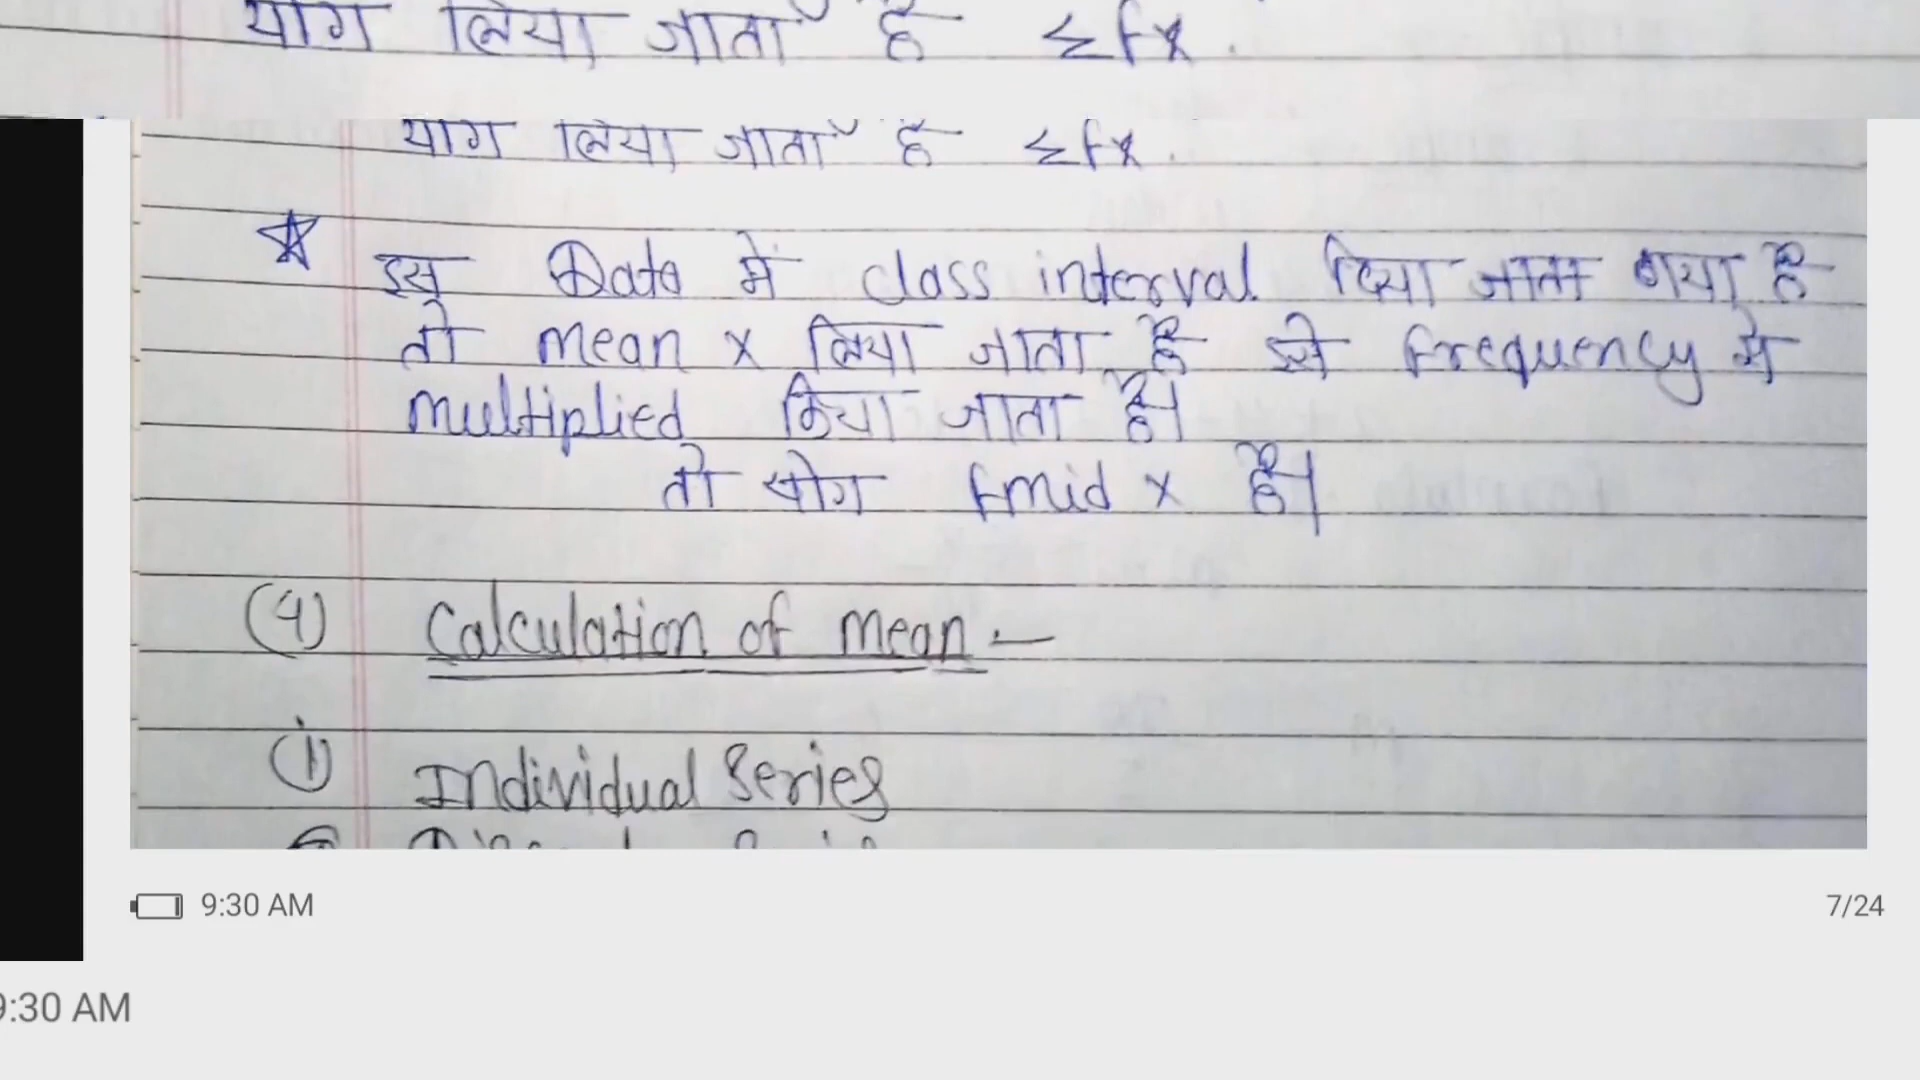 योग लिया जाता है Σfx.
योग लिया जाता है Σfx.
इस Data में class interval दिया जाता गया है
तो mean x लिया जाता है इसे frequency से
multiplied किया जाता है।
तो योग fmid x है।
(4) Calculation of mean —
(1) Individual Series
9:30 AM
7/24
9:30 AM